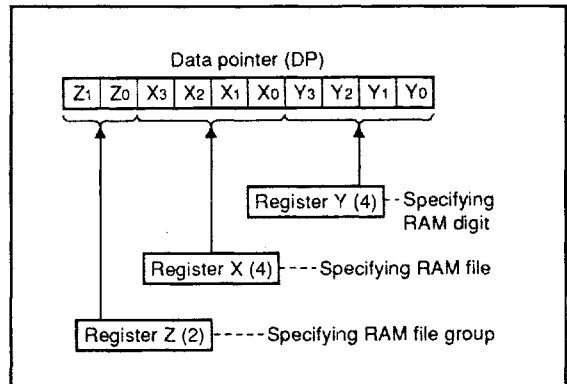 Data pointer (DP)
Z1 Z0 X3 X2 X1 X0 Y3 Y2 Y1 Y0
Register Y (4) Specifying
RAM digit
Register X (4) Specifying RAM file
Register Z (2) Specifying RAM file group